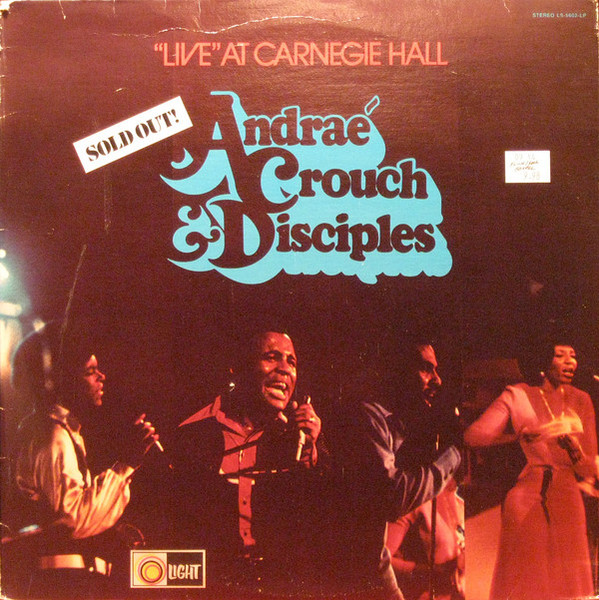 STEREO LS-5602-LP
"LIVE" AT CARNEGIE HALL
SOLD OUT!
Andraé
Crouch
& Disciples
LIGHT